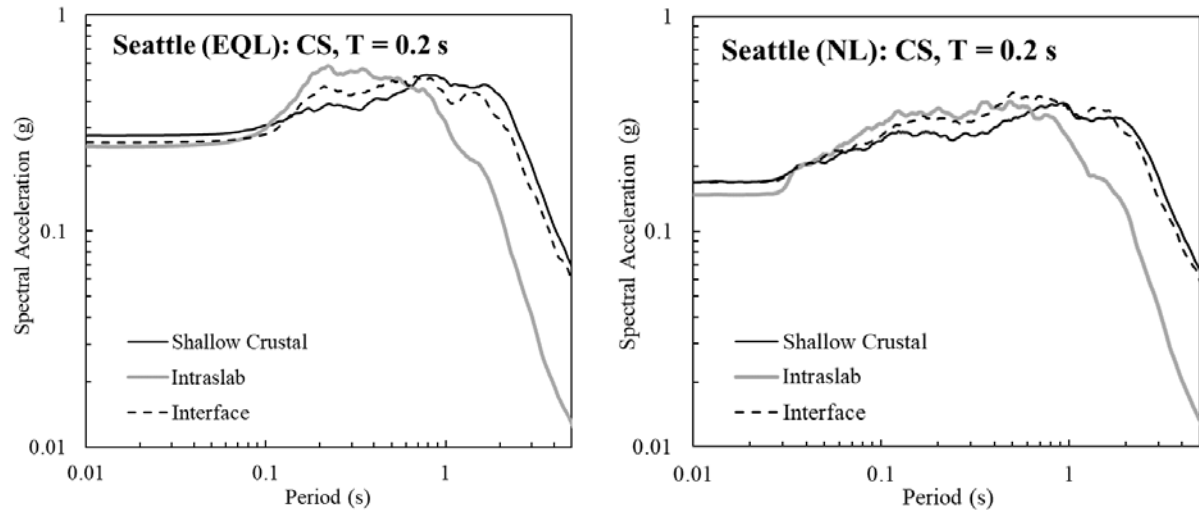 Seattle (EQL): CS, T = 0.2 s
1
0.1
0.01
Spectral Acceleration (g)
Shallow Crustal
Intraslab
Interface
0.01
0.1
1
Period (s)
Seattle (NL): CS, T = 0.2 s
1
0.1
0.01
Spectral Acceleration (g)
Shallow Crustal
Intraslab
Interface
0.01
0.1
1
Period (s)